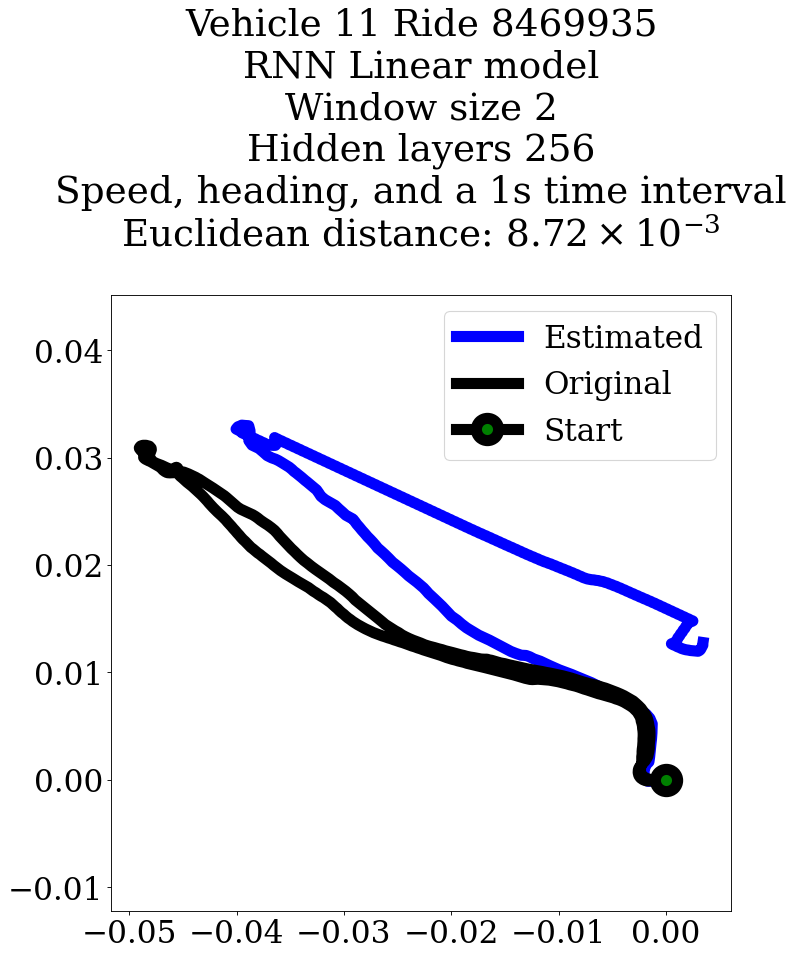 Vehicle 11 Ride 8469935
RNN Linear model
Window size 2
Hidden layers 256
Speed, heading, and a 1s time interval
Euclidean distance: 8.72 × 10⁻³
Estimated
Original
Start
0.04
0.03
0.02
0.01
0.00
−0.01
−0.05 −0.04 −0.03 −0.02 −0.01 0.00